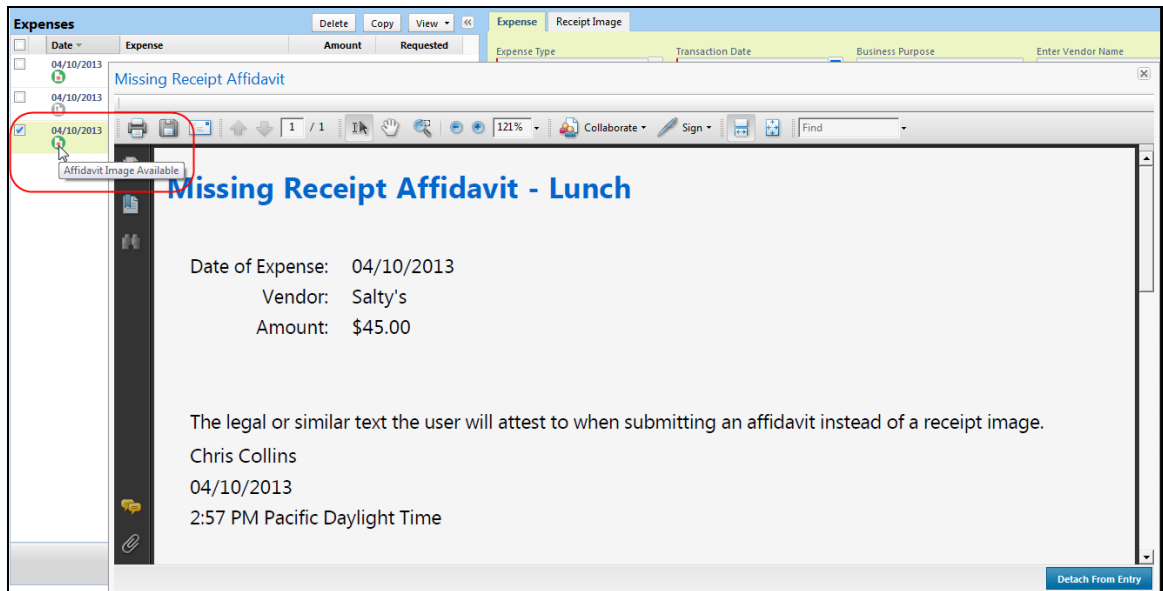 Expenses Delete Copy View Expense Receipt Image
Date Expense Amount Requested
Expense Type Transaction Date Business Purpose Enter Vendor Name
04/10/2013
Missing Receipt Affidavit
04/10/2013
04/10/2013
1 / 1 121% Collaborate Sign Find
Affidavit Image Available
Missing Receipt Affidavit - Lunch
Date of Expense: 04/10/2013
Vendor: Salty's
Amount: $45.00
The legal or similar text the user will attest to when submitting an affidavit instead of a receipt image.
Chris Collins
04/10/2013
2:57 PM Pacific Daylight Time
Detach From Entry